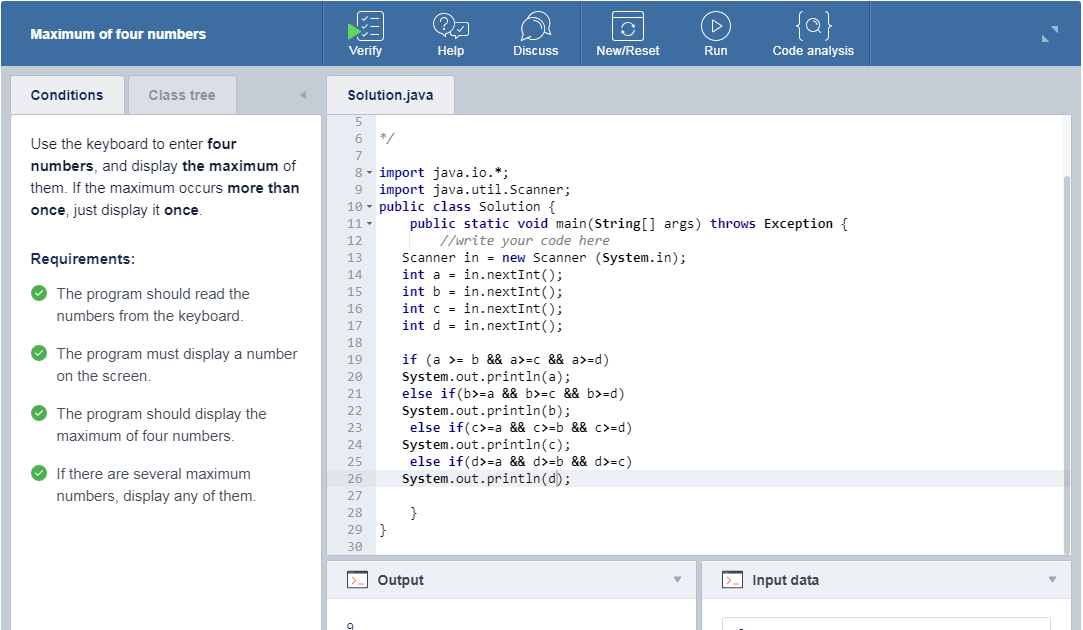 Maximum of four numbers
Verify
Help
Discuss
New/Reset
Run
Code analysis
Conditions
Class tree
Use the keyboard to enter four
numbers, and display the maximum of
them. If the maximum occurs more than
once, just display it once.
Requirements:
The program should read the
numbers from the keyboard.
The program must display a number
on the screen.
The program should display the
maximum of four numbers.
If there are several maximum
numbers, display any of them.
Solution.java
5
6 */
7
8 import java.io.*;
9 import java.util.Scanner;
10 public class Solution {
11 public static void main(String[] args) throws Exception {
12 //write your code here
13 Scanner in = new Scanner (System.in);
14 int a = in.nextInt();
15 int b = in.nextInt();
16 int c = in.nextInt();
17 int d = in.nextInt();
18
19 if (a >= b && a>=c && a>=d)
20 System.out.println(a);
21 else if(b>=a && b>=c && b>=d)
22 System.out.println(b);
23 else if(c>=a && c>=b && c>=d)
24 System.out.println(c);
25 else if(d>=a && d>=b && d>=c)
26 System.out.println(d);
27
28 }
29 }
30
Output
9
Input data